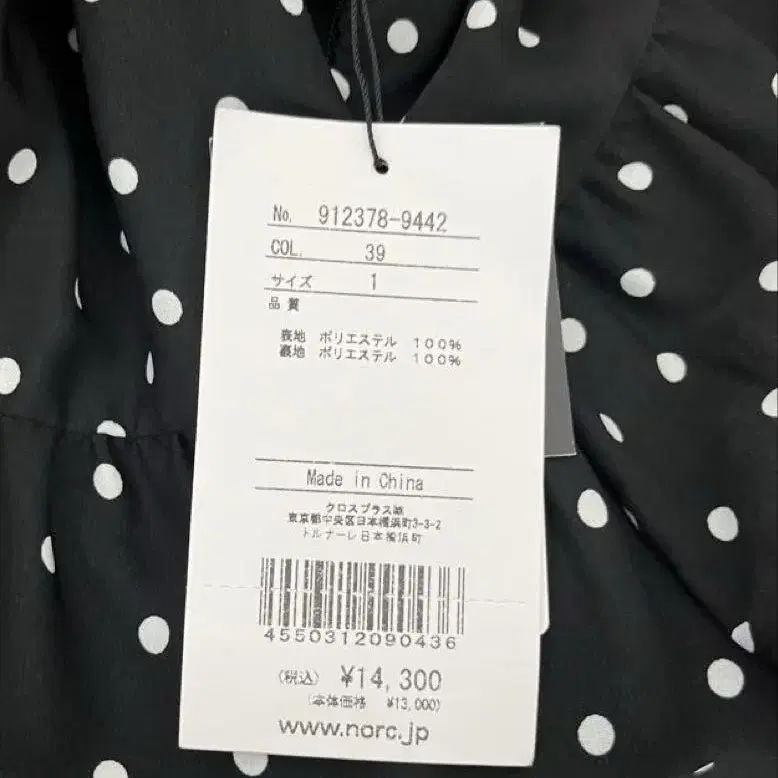 No. 912378-9442
COL. 39
サイズ 1
品質
表地 ポリエステル 100%
裏地 ポリエステル 100%
Made in China
クロスプラス㈱
東京都中央区日本橋浜町3-3-2
トルナーレ日本橋浜町
4550312090436
(税込) ¥14,300
(本体価格 ¥13,000)
www.norc.jp